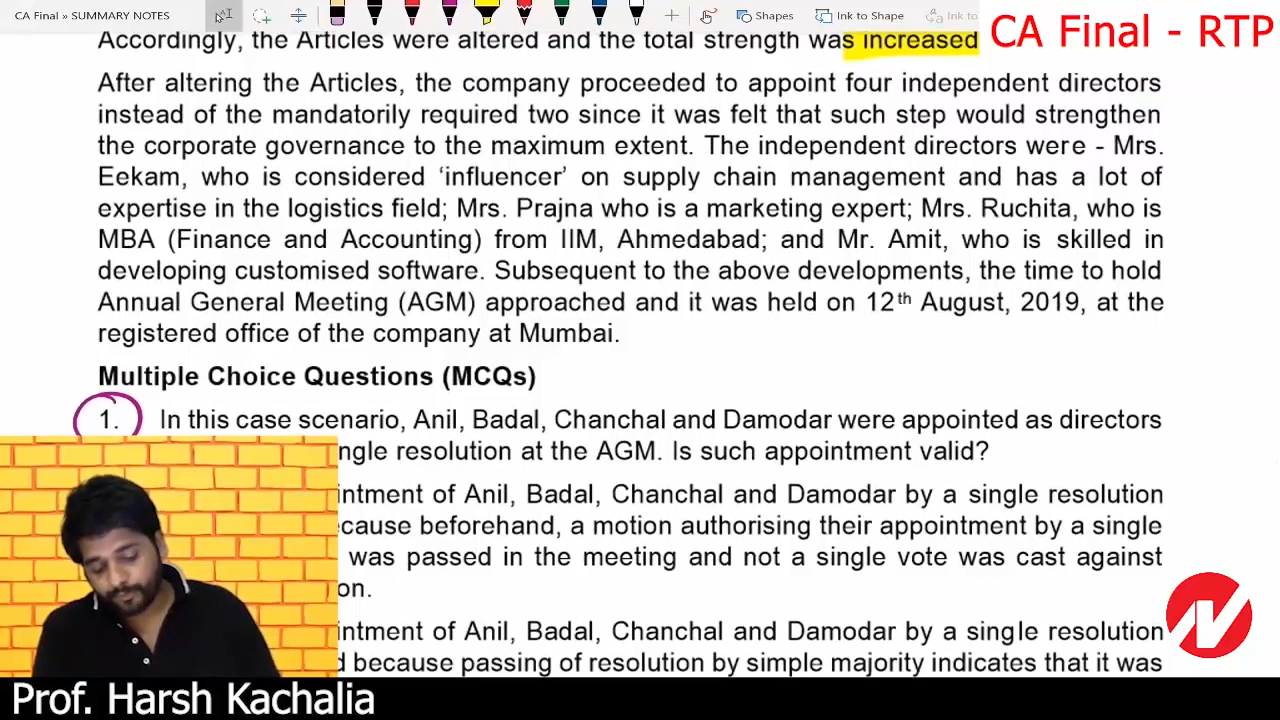 CA Final » SUMMARY NOTES
Shapes
Ink to Shape
Ink to
CA Final - RTP
Accordingly, the Articles were altered and the total strength was increased
After altering the Articles, the company proceeded to appoint four independent directors
instead of the mandatorily required two since it was felt that such step would strengthen
the corporate governance to the maximum extent. The independent directors were - Mrs.
Eekam, who is considered ‘influencer’ on supply chain management and has a lot of
expertise in the logistics field; Mrs. Prajna who is a marketing expert; Mrs. Ruchita, who is
MBA (Finance and Accounting) from IIM, Ahmedabad; and Mr. Amit, who is skilled in
developing customised software. Subsequent to the above developments, the time to hold
Annual General Meeting (AGM) approached and it was held on 12th August, 2019, at the
registered office of the company at Mumbai.
Multiple Choice Questions (MCQs)
1. In this case scenario, Anil, Badal, Chanchal and Damodar were appointed as directors
ngle resolution at the AGM. Is such appointment valid?
intment of Anil, Badal, Chanchal and Damodar by a single resolution
cause beforehand, a motion authorising their appointment by a single
was passed in the meeting and not a single vote was cast against
on.
intment of Anil, Badal, Chanchal and Damodar by a single resolution
d because passing of resolution by simple majority indicates that it was
Prof. Harsh Kachalia